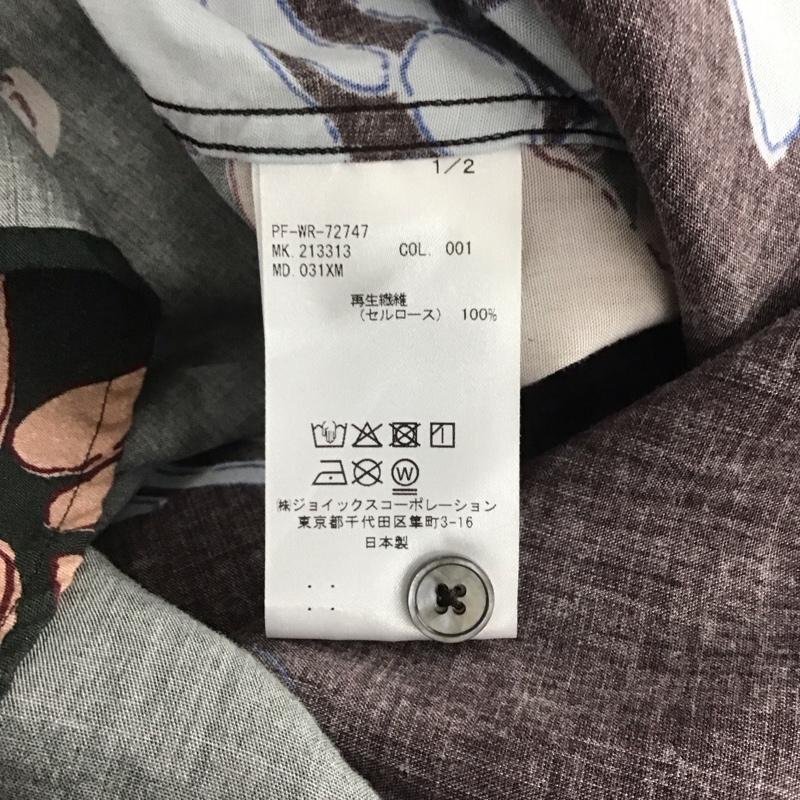 1／2
PF-WR-72747
MK. 213313 COL. 001
MD. 031XM
再生繊維
（セルロース） 100%
W
㈱ジョイックスコーポレーション
東京都千代田区隼町3-16
日本製